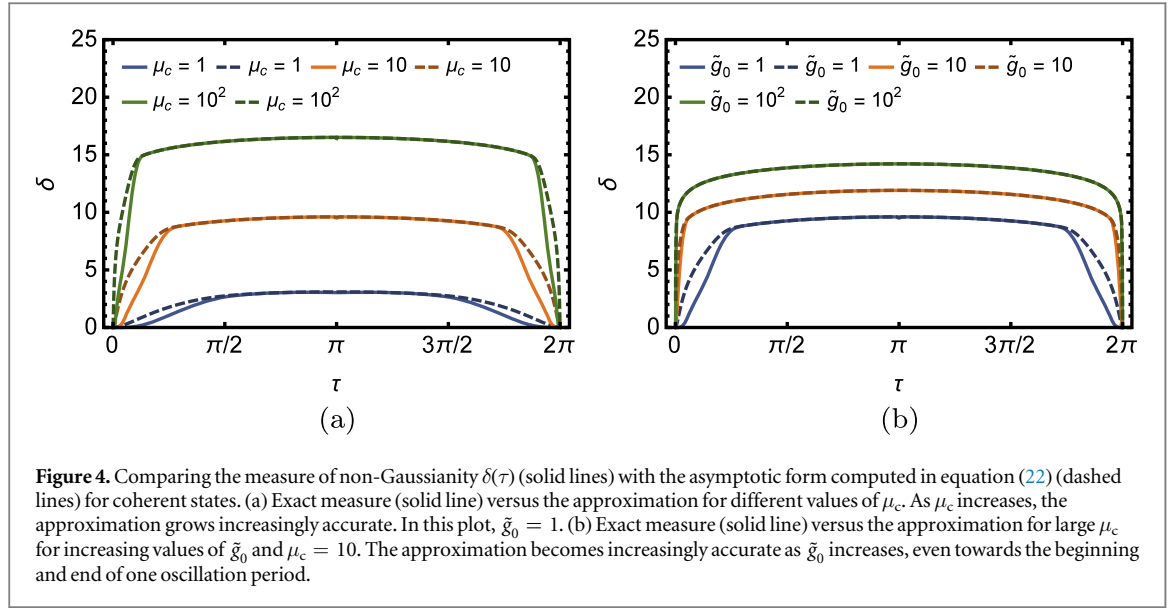 25
20
15
10
5
0
δ
μc = 1 μc = 1 μc = 10 μc = 10
μc = 10² μc = 10²
0 π/2 π 3π/2 2π
τ
(a)
25
20
15
10
5
0
δ
g̃0 = 1 g̃0 = 1 g̃0 = 10 g̃0 = 10
g̃0 = 10² g̃0 = 10²
0 π/2 π 3π/2 2π
τ
(b)
Figure 4. Comparing the measure of non-Gaussianity δ(τ) (solid lines) with the asymptotic form computed in equation (22) (dashed
lines) for coherent states. (a) Exact measure (solid line) versus the approximation for different values of μc. As μc increases, the
approximation grows increasingly accurate. In this plot, g̃0 = 1. (b) Exact measure (solid line) versus the approximation for large μc
for increasing values of g̃0 and μc = 10. The approximation becomes increasingly accurate as g̃0 increases, even towards the beginning
and end of one oscillation period.